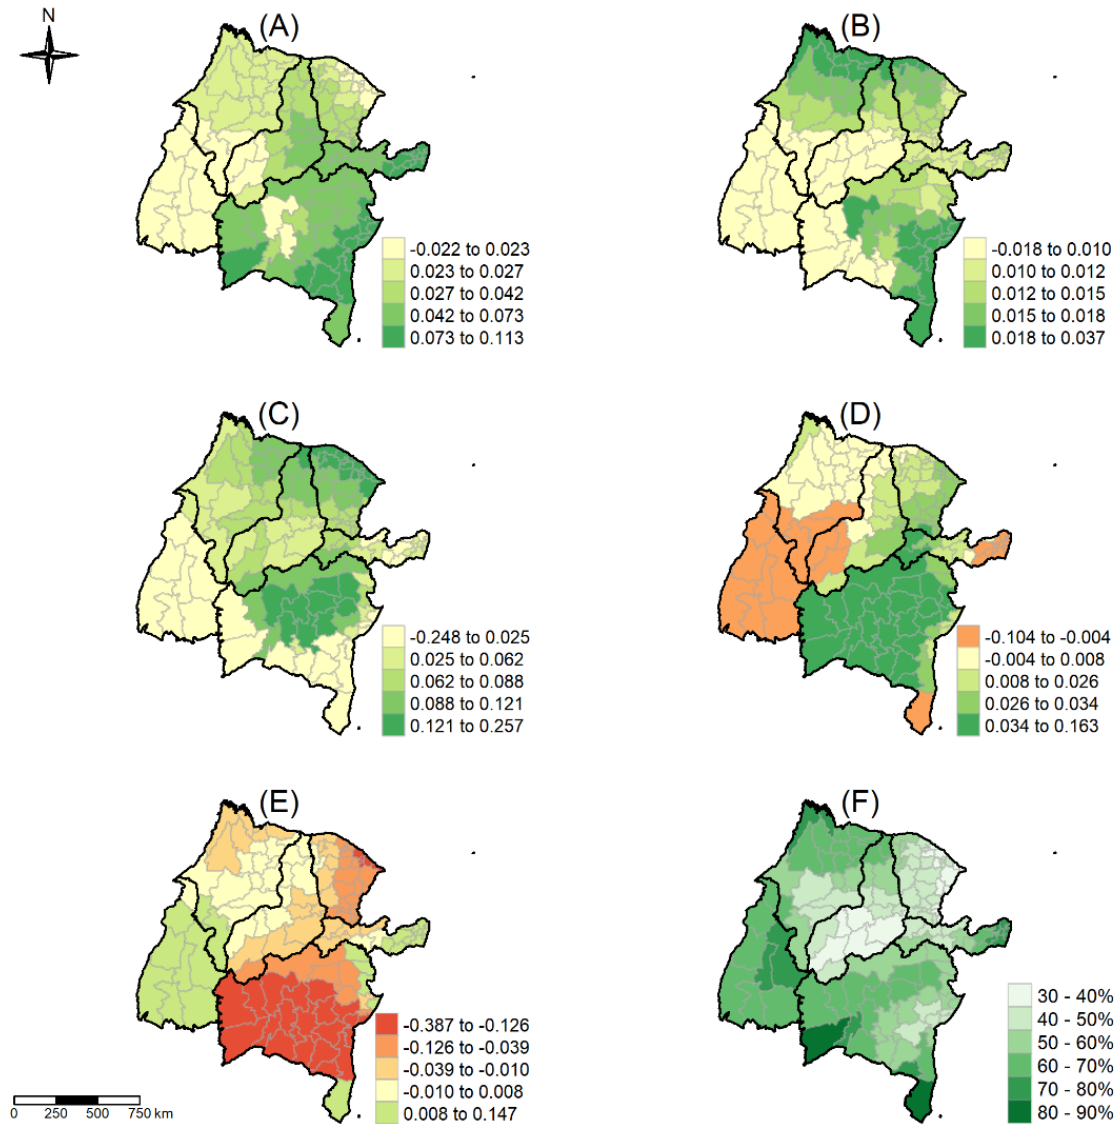 N
(A)
(B)
-0.022 to 0.023
0.023 to 0.027
0.027 to 0.042
0.042 to 0.073
0.073 to 0.113
-0.018 to 0.010
0.010 to 0.012
0.012 to 0.015
0.015 to 0.018
0.018 to 0.037
(C)
(D)
-0.248 to 0.025
0.025 to 0.062
0.062 to 0.088
0.088 to 0.121
0.121 to 0.257
-0.104 to -0.004
-0.004 to 0.008
0.008 to 0.026
0.026 to 0.034
0.034 to 0.163
(E)
(F)
-0.387 to -0.126
-0.126 to -0.039
-0.039 to -0.010
-0.010 to 0.008
0.008 to 0.147
30 - 40%
40 - 50%
50 - 60%
60 - 70%
70 - 80%
80 - 90%
0 250 500 750 km